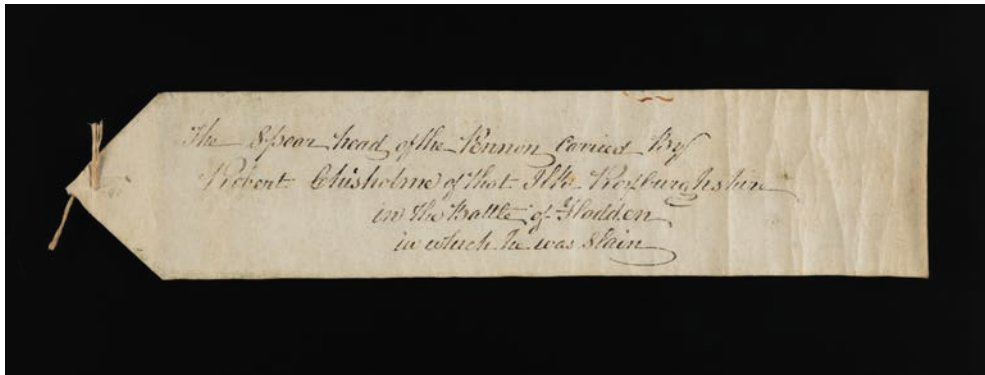 The Spear head of the Pennon carried By
Robert Chisholme of that Ilk Roxburghshire
in the Battle of Flodden
in which he was Slain